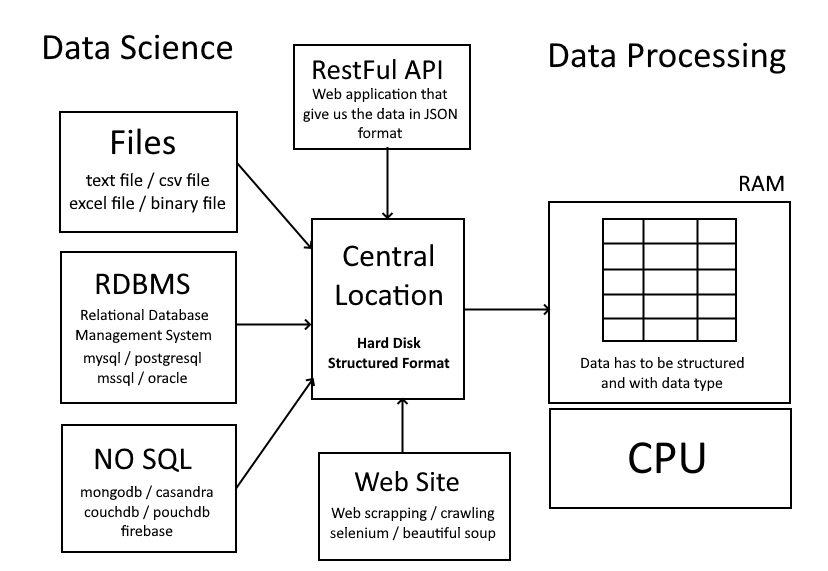 Data Science
Data Processing
RestFul API
Web application that
give us the data in JSON
format
Files
text file / csv file
excel file / binary file
RAM
Central
Location
Hard Disk
Structured Format
RDBMS
Relational Database
Management System
mysql / postgresql
mssql / oracle
Data has to be structured
and with data type
NO SQL
mongodb / casandra
couchdb / pouchdb
firebase
Web Site
Web scrapping / crawling
selenium / beautiful soup
CPU